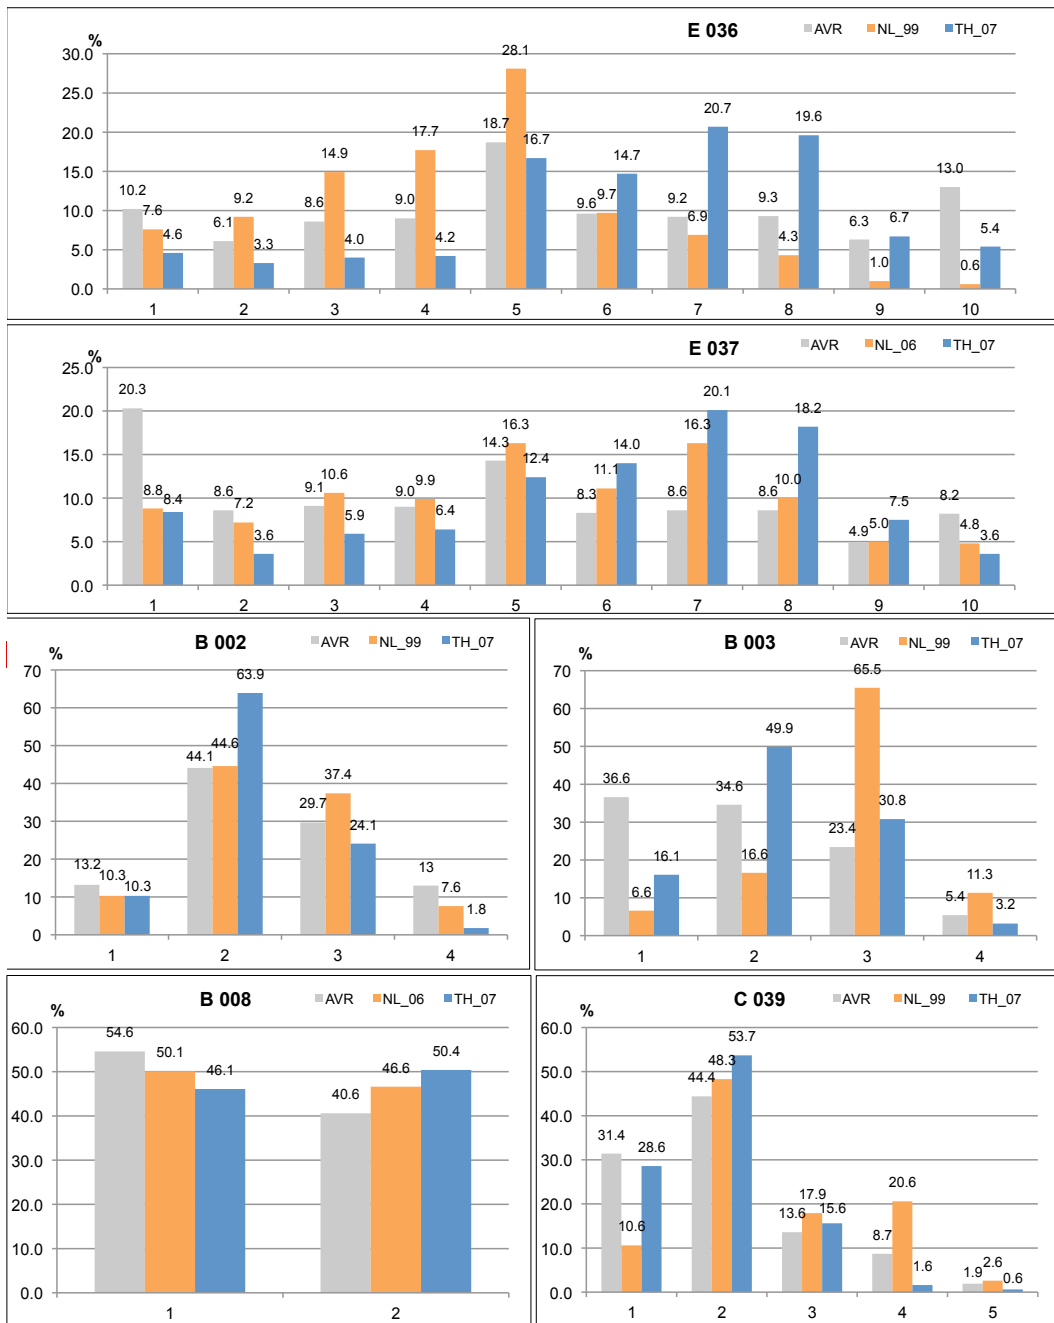 E 036 AVR NL_99 TH_07
%
30.0
25.0
20.0
15.0
10.0
5.0
0.0
10.2 7.6 4.6
6.1 9.2 3.3
8.6 14.9 4.0
9.0 17.7 4.2
18.7 28.1 16.7
9.6 9.7 14.7
9.2 6.9 20.7
9.3 4.3 19.6
6.3 1.0 6.7
13.0 0.6 5.4
1 2 3 4 5 6 7 8 9 10
E 037 AVR NL_06 TH_07
%
25.0
20.0
15.0
10.0
5.0
0.0
20.3 8.8 8.4
8.6 7.2 3.6
9.1 10.6 5.9
9.0 9.9 6.4
14.3 16.3 12.4
8.3 11.1 14.0
8.6 16.3 20.1
8.6 10.0 18.2
4.9 5.0 7.5
8.2 4.8 3.6
1 2 3 4 5 6 7 8 9 10
B 002 AVR NL_99 TH_07
%
70
60
50
40
30
20
10
0
13.2 10.3 10.3
44.1 44.6 63.9
29.7 37.4 24.1
13 7.6 1.8
1 2 3 4
B 003 AVR NL_99 TH_07
%
70
60
50
40
30
20
10
0
36.6 6.6 16.1
34.6 16.6 49.9
23.4 65.5 30.8
5.4 11.3 3.2
1 2 3 4
B 008 AVR NL_06 TH_07
%
60.0
50.0
40.0
30.0
20.0
10.0
0.0
54.6 50.1 46.1
40.6 46.6 50.4
1 2
C 039 AVR NL_99 TH_07
%
60.0
50.0
40.0
30.0
20.0
10.0
0.0
31.4 10.6 28.6
44.4 48.3 53.7
13.6 17.9 15.6
8.7 20.6 1.6
1.9 2.6 0.6
1 2 3 4 5